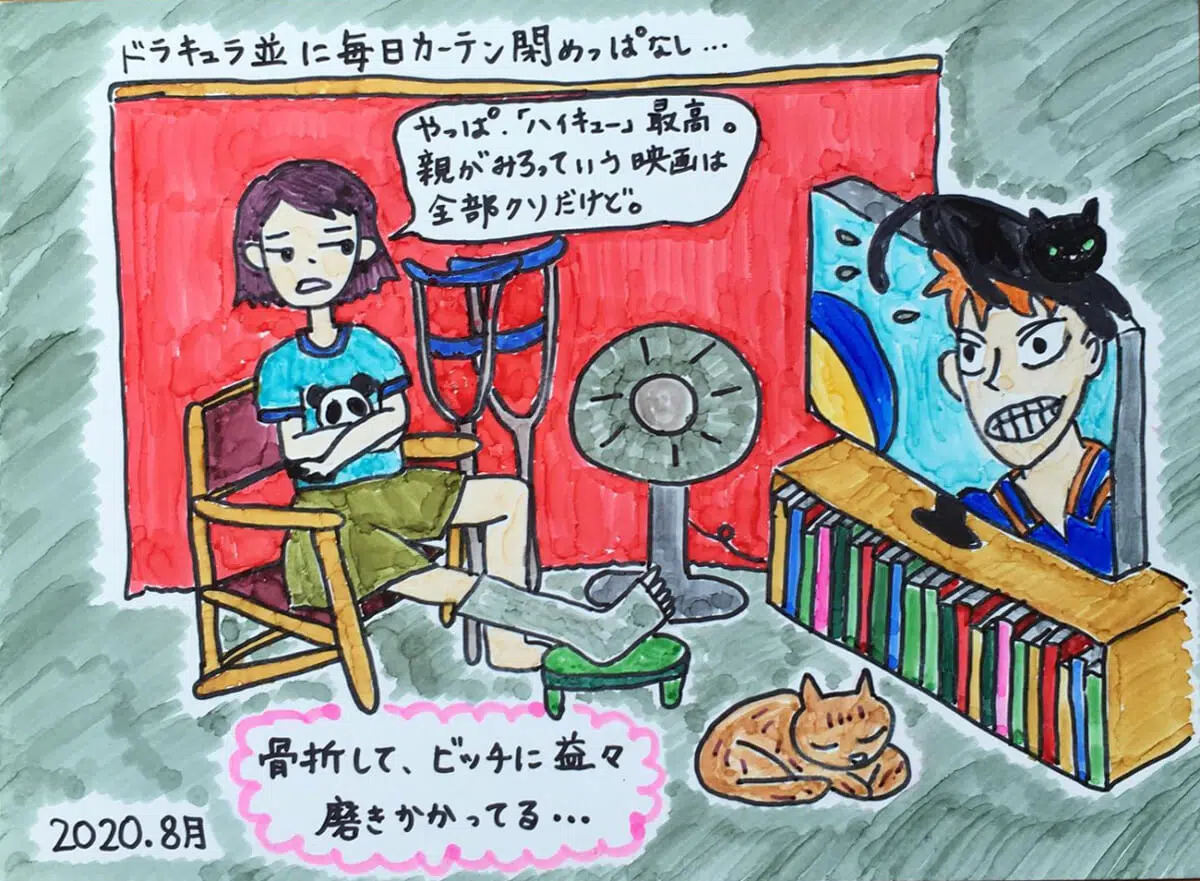 ドラキュラ並に毎日カーテン閉めっぱなし...
やっぱ.「ハイキュー」最高。
親がみろっていう映画は
全部クソだけど。
骨折して、ビッチに益々
磨きかかってる...
2020.8月